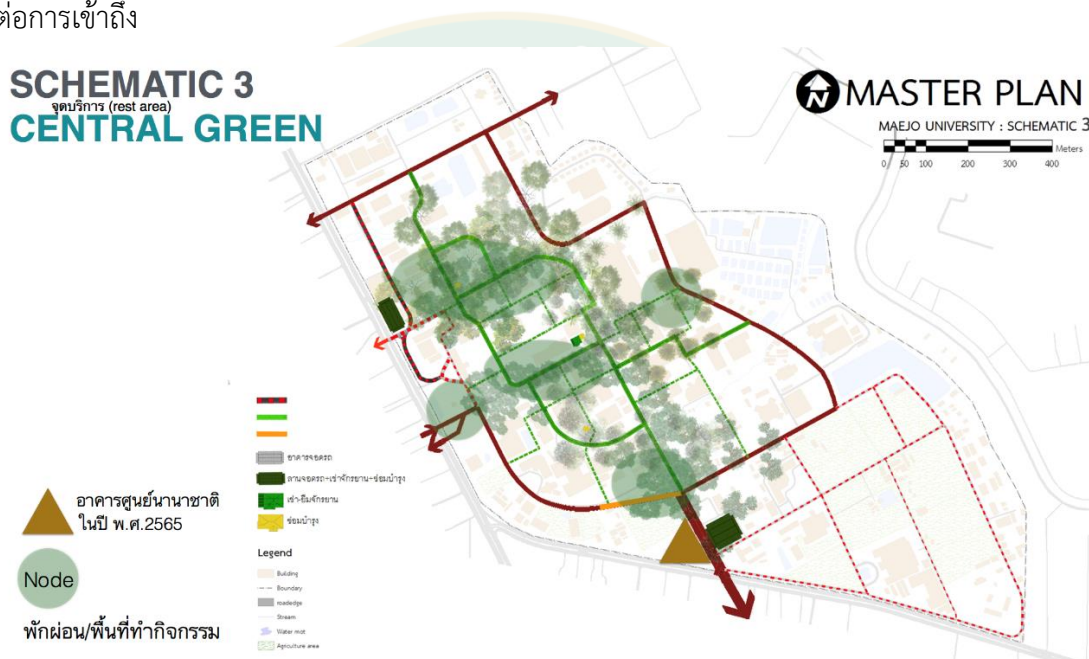 ต่อการเข้าถึง
SCHEMATIC 3
จุดบริการ (rest area)
CENTRAL GREEN
N
MASTER PLAN
MAEJO UNIVERSITY : SCHEMATIC 3
Meters
0 50 100 200 300 400
อาคารจอดรถ
ลานจอดรถ+เช่าจักรยาน+ซ่อมบำรุง
เช่า-ยืมจักรยาน
ซ่อมบำรุง
อาคารศูนย์นานาชาติ
ในปี พ.ศ.2565
Node
พักผ่อน/พื้นที่ทำกิจกรรม
Legend
Building
Boundary
roadedge
Stream
Water mst
Agriculture area